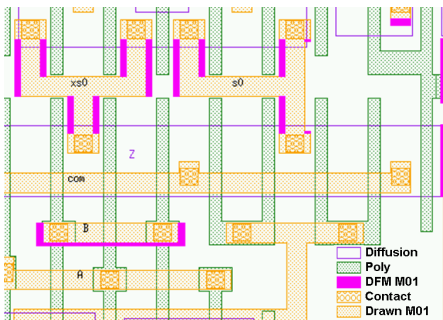 xs0 s0
Z
com
B
A
Diffusion
Poly
DFM M01
Contact
Drawn M01